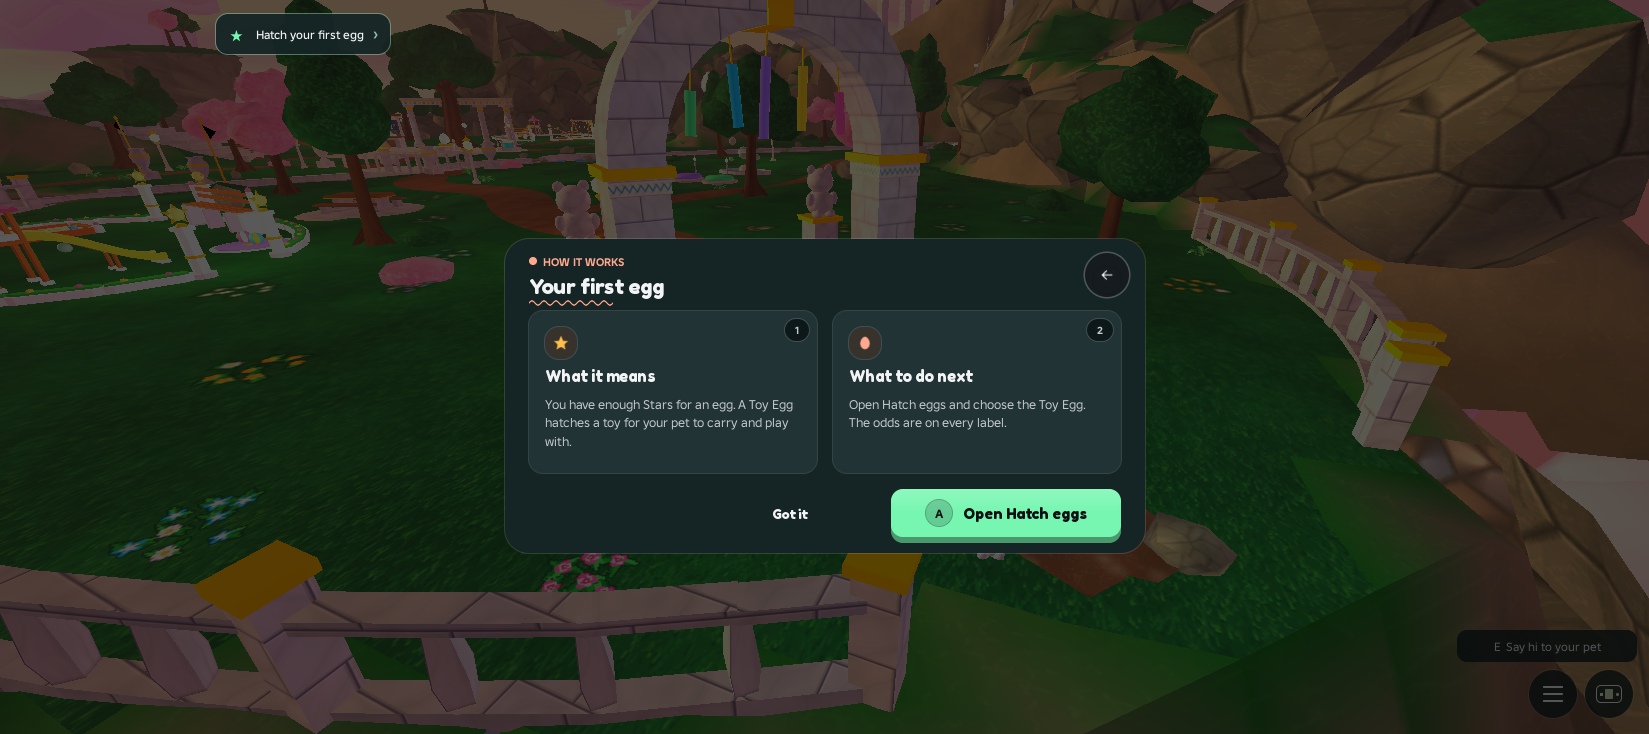 Hatch your first egg
HOW IT WORKS
Your first egg
1
What it means
You have enough Stars for an egg. A Toy Egg
hatches a toy for your pet to carry and play
with.
2
What to do next
Open Hatch eggs and choose the Toy Egg.
The odds are on every label.
Got it
A Open Hatch eggs
E Say hi to your pet